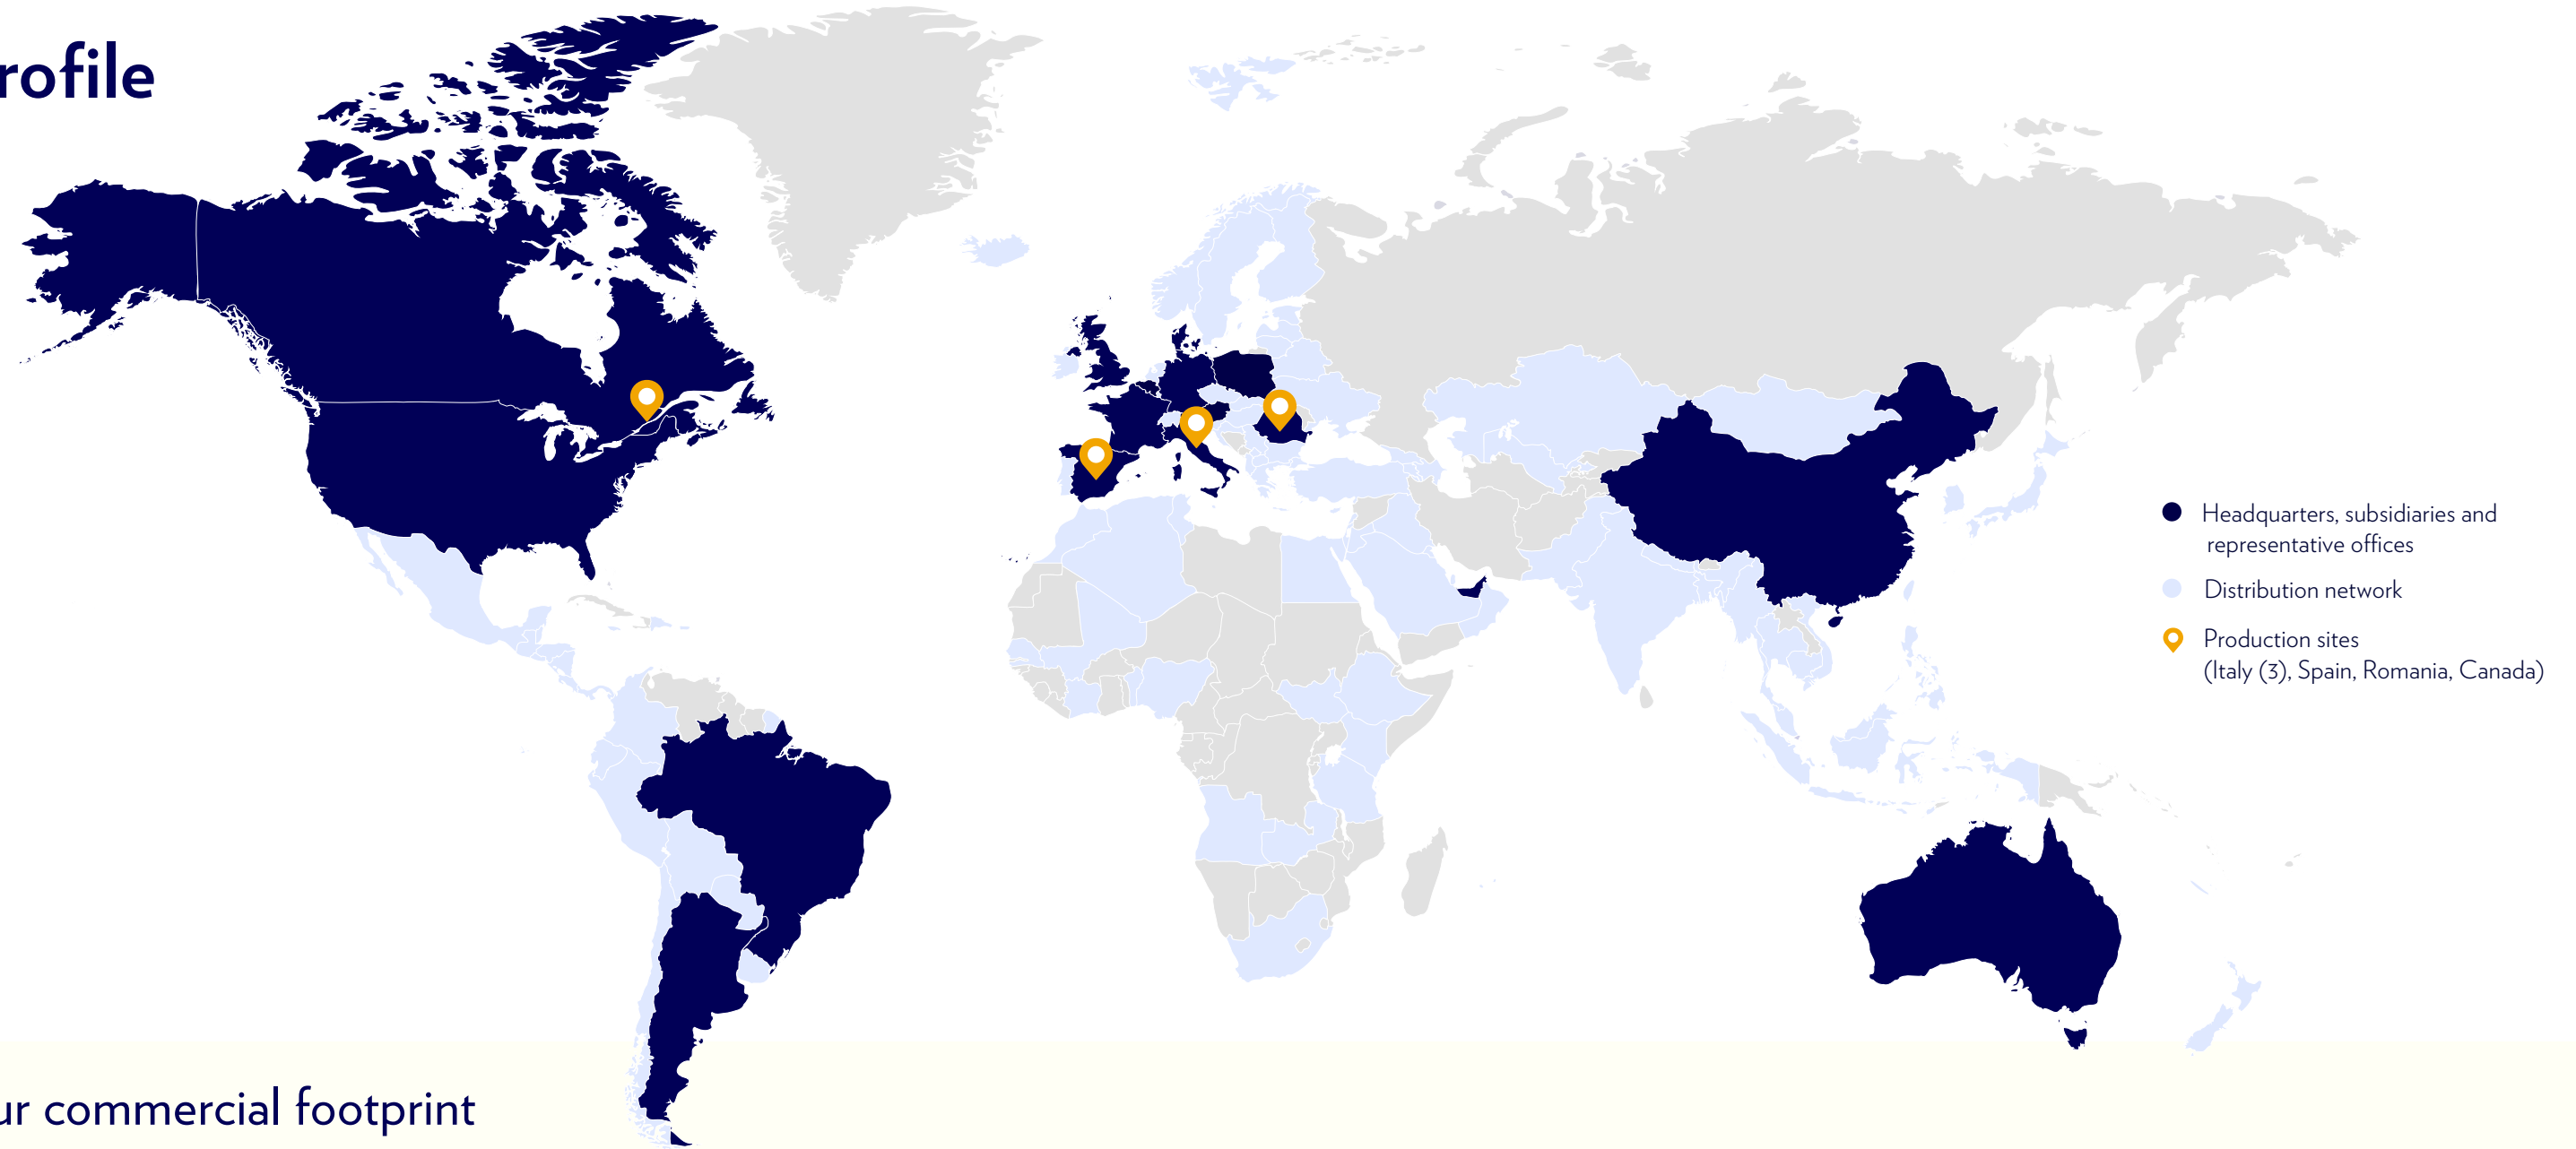 rofile
Headquarters, subsidiaries and
representative offices
Distribution network
Production sites
(Italy (3), Spain, Romania, Canada)
ur commercial footprint